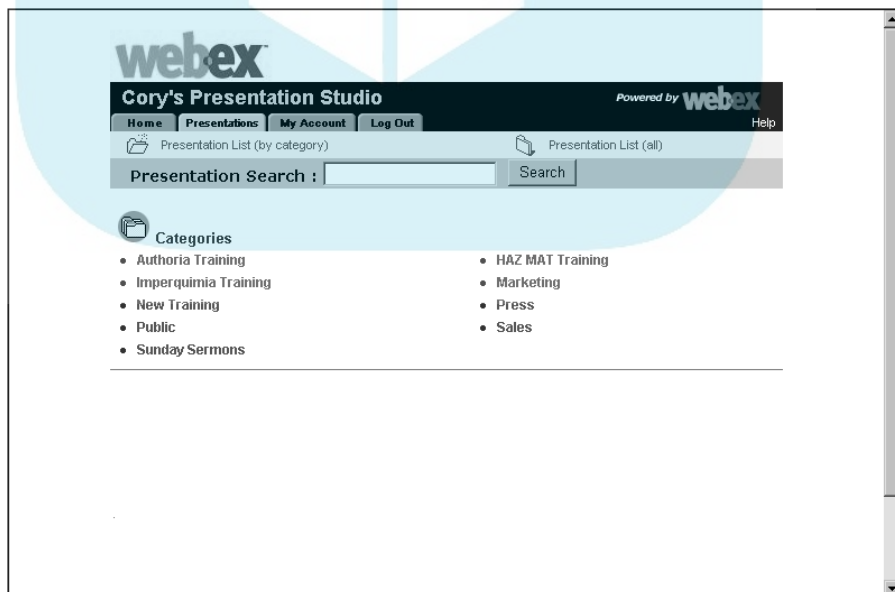 webex
Cory's Presentation Studio
Powered by webex
Home Presentations My Account Log Out
Help
Presentation List (by category)
Presentation List (all)
Presentation Search :
Search
Categories
Authoria Training
HAZ MAT Training
Imperquimia Training
Marketing
New Training
Press
Public
Sales
Sunday Sermons